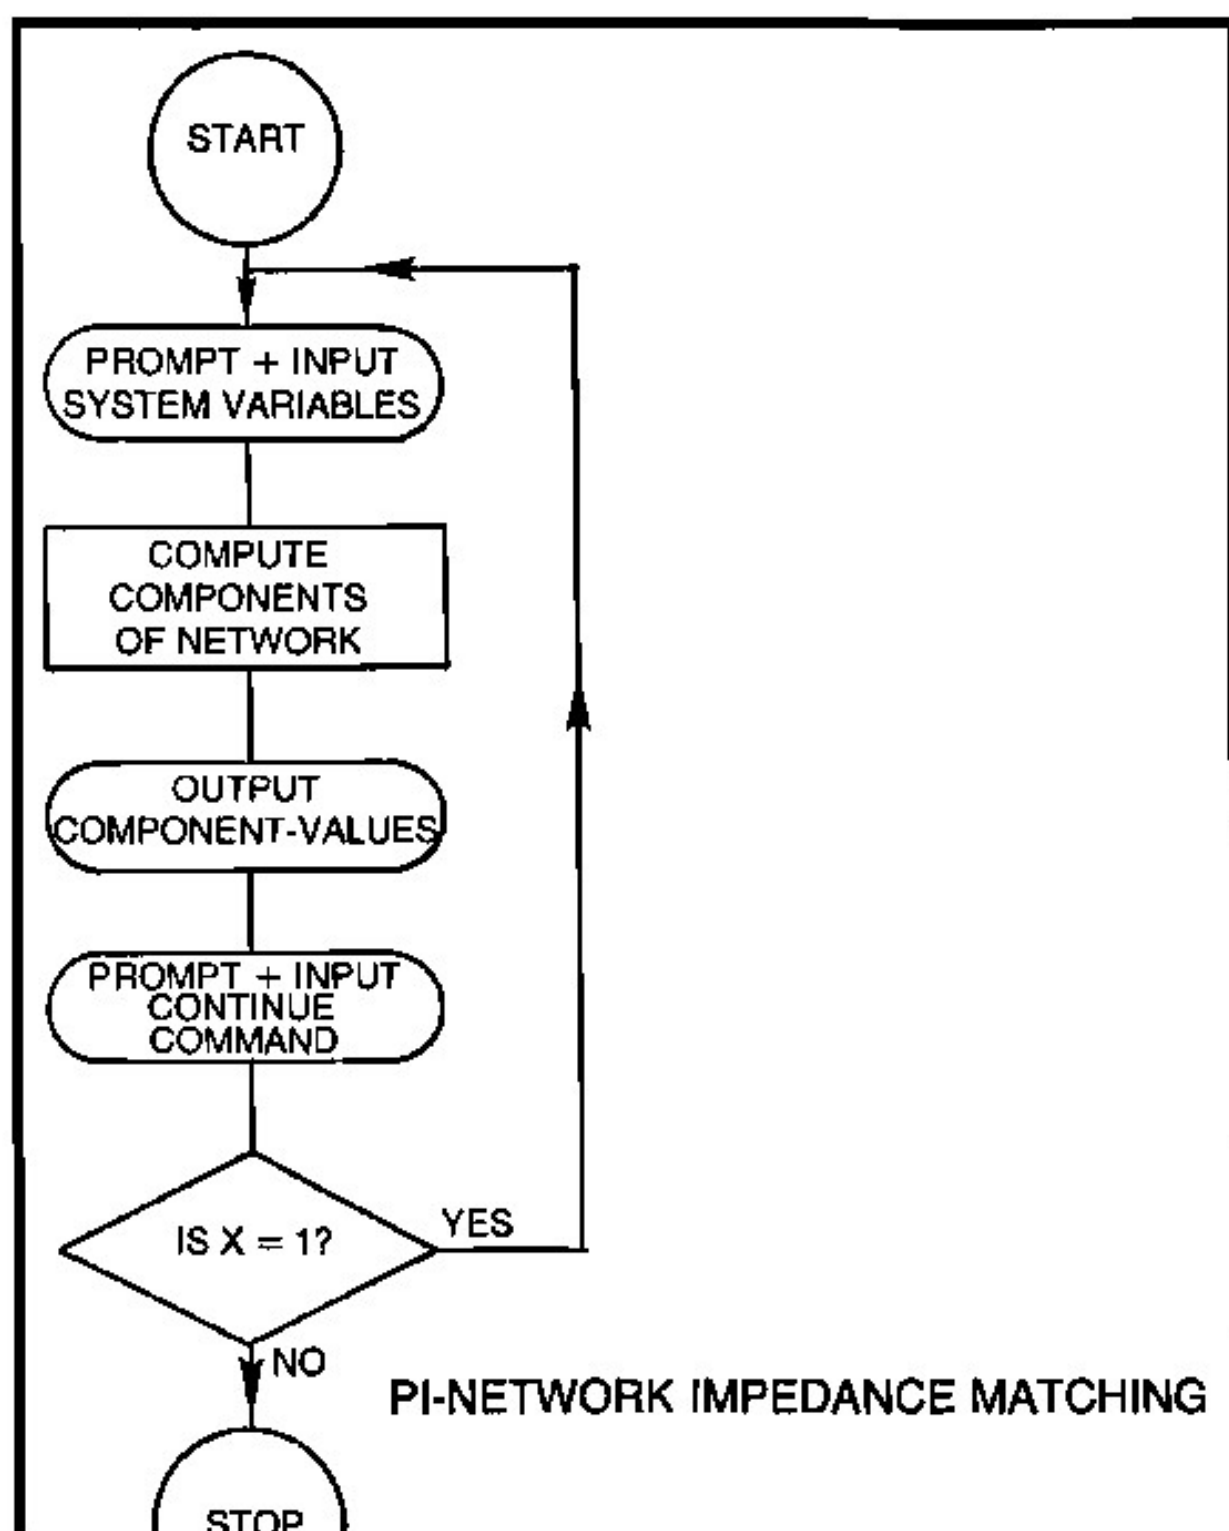 START
PROMPT + INPUT
SYSTEM VARIABLES
COMPUTE
COMPONENTS
OF NETWORK
OUTPUT
COMPONENT-VALUES
PROMPT + INPUT
CONTINUE
COMMAND
IS X = 1?
YES
NO
PI-NETWORK IMPEDANCE MATCHING
STOP